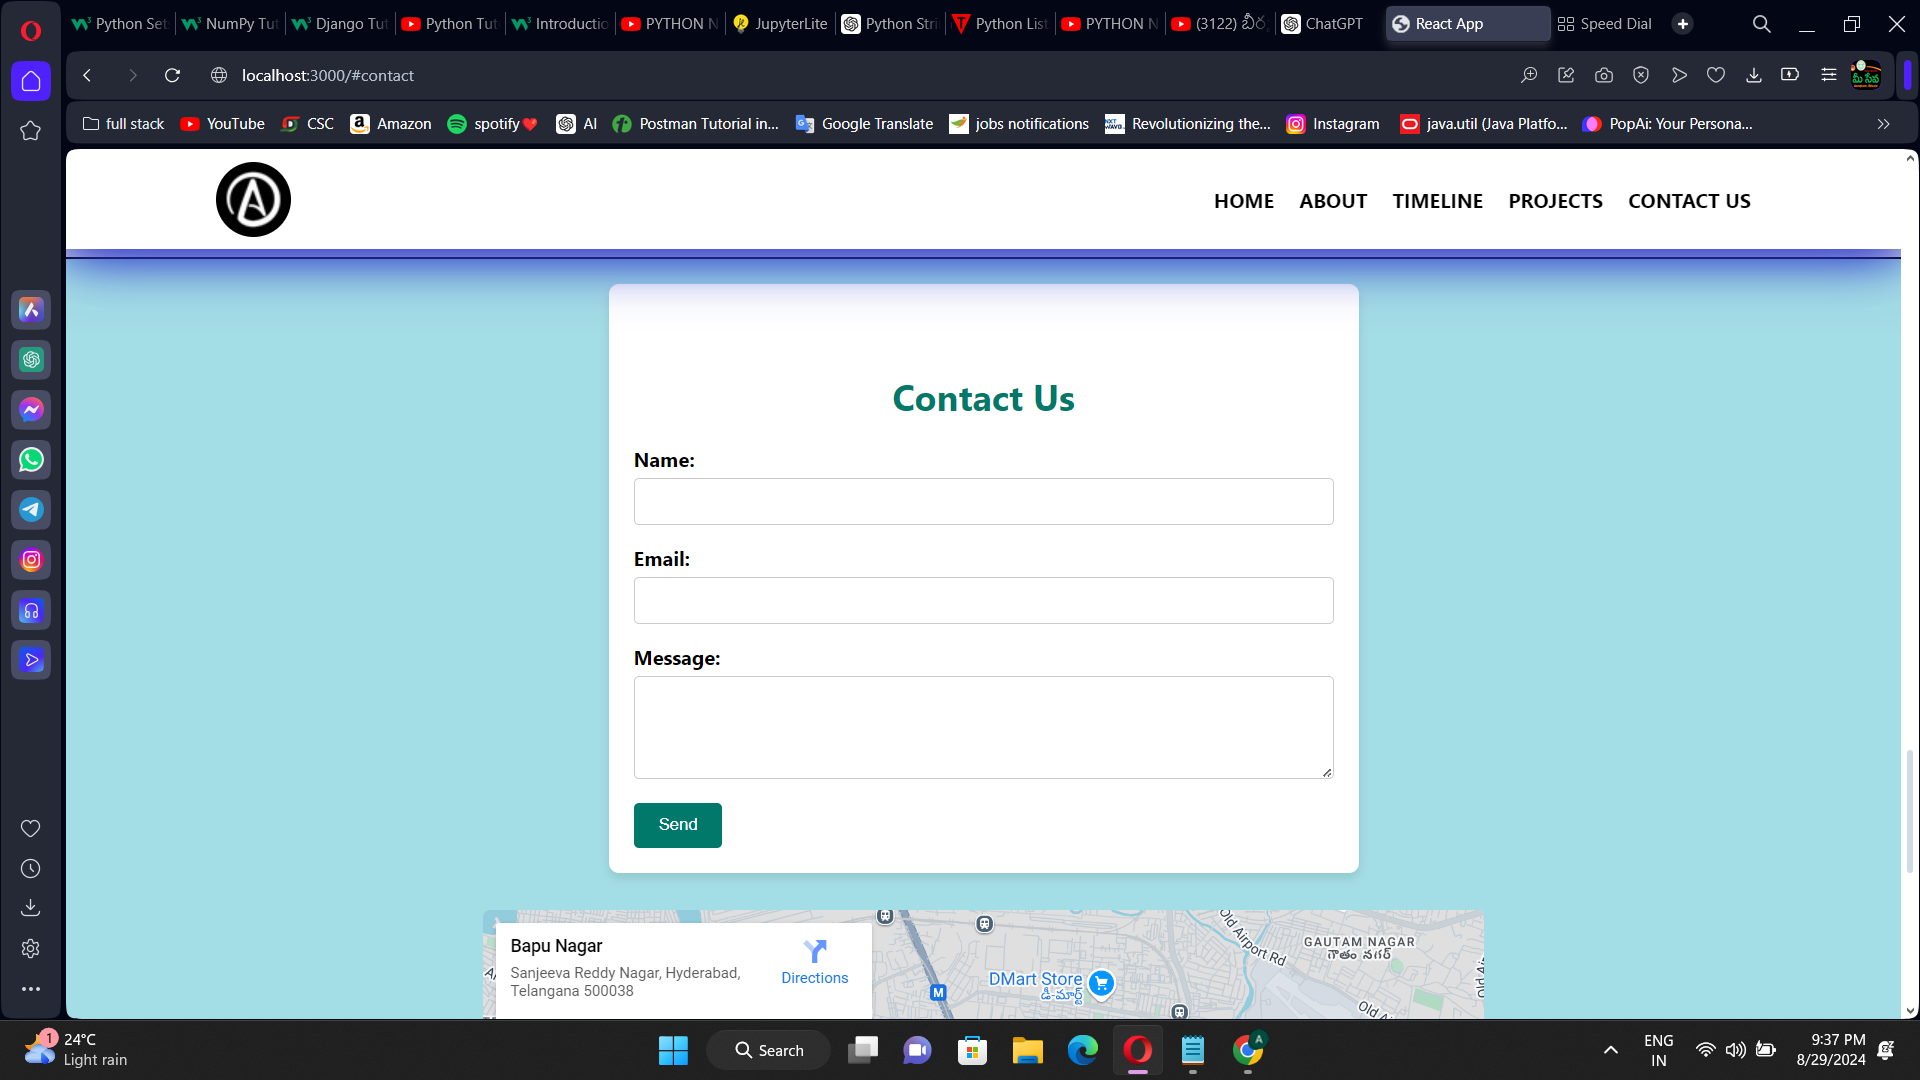 Python Set
NumPy Tut
Django Tut
Python Tut
Introductio
PYTHON N
JupyterLite
Python Stri
Python List
PYTHON N
(3122)
ChatGPT
React App
Speed Dial
localhost:3000/#contact
మీ సేవ
full stack
YouTube
CSC
Amazon
spotify❤️
AI
Postman Tutorial in...
Google Translate
jobs notifications
Revolutionizing the...
Instagram
java.util (Java Platfo...
PopAi: Your Persona...
HOME ABOUT TIMELINE PROJECTS CONTACT US
Contact Us
Name:
Email:
Message:
Send
Bapu Nagar
Sanjeeva Reddy Nagar, Hyderabad,
Telangana 500038
Directions
M
DMart Store
డీ-మార్ట్
Old Airport Rd
GAUTAM NAGAR
గౌతం నగర్
Old A
Old Ai
1
24°C
Light rain
Search
A
ENG
IN
9:37 PM
8/29/2024